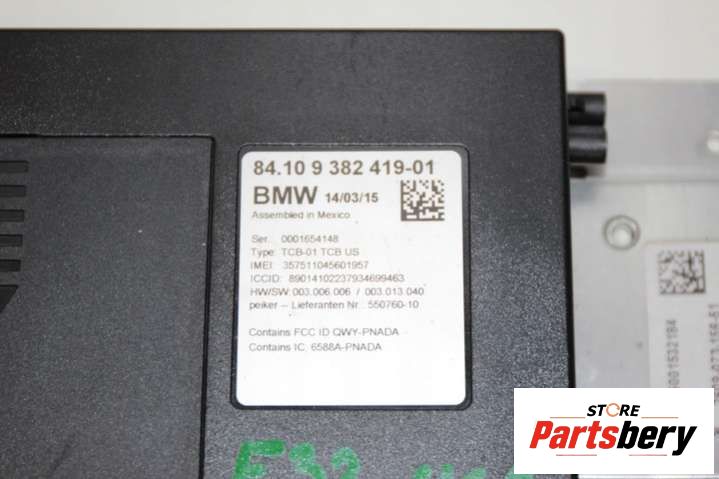 84.10 9 382 419-01
BMW 14/03/15
Assembled in Mexico
Ser.: 0001654148
Type: TCB-01 TCB US
IMEI: 357511045601957
ICCID: 89014102237934699463
HW/SW: 003.006.006 / 003.013.040
peiker – Lieferanten Nr.: 550760-10
Contains FCC ID QWY-PNADA
Contains IC: 6588A-PNADA
0001532184
STORE
Partsbery